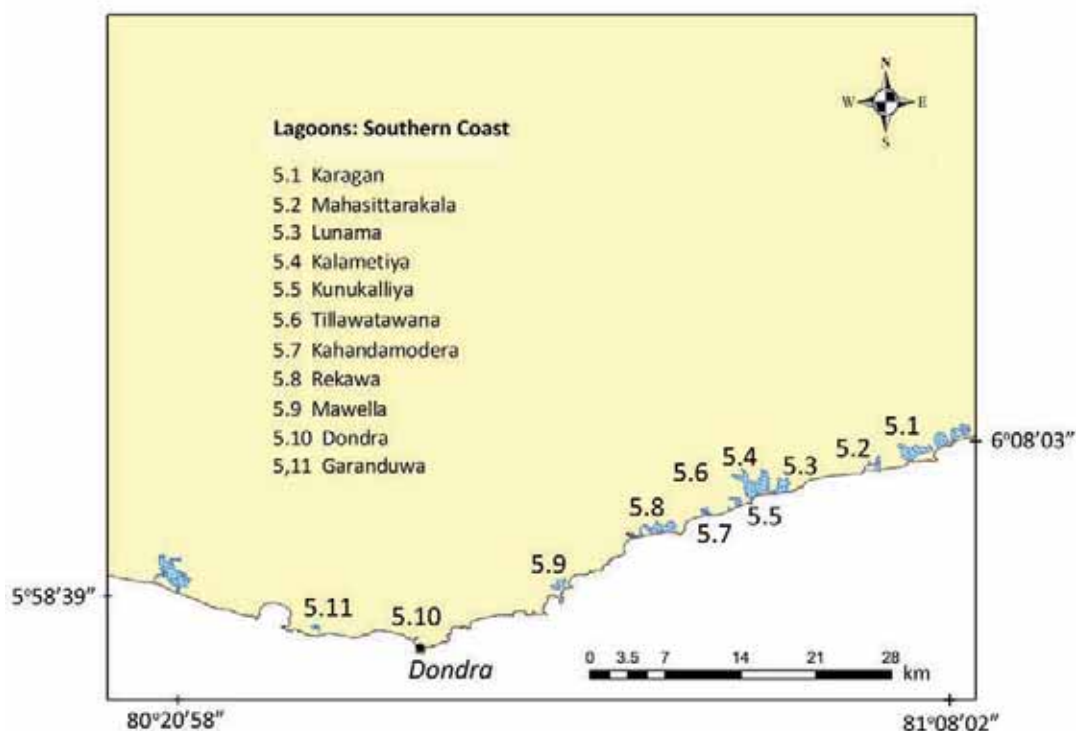 N
W E
S
Lagoons: Southern Coast
5.1 Karagan
5.2 Mahasittarakala
5.3 Lunama
5.4 Kalametiya
5.5 Kunukalliya
5.6 Tillawatawana
5.7 Kahandamodera
5.8 Rekawa
5.9 Mawella
5.10 Dondra
5,11 Garanduwa
5.1
6°08'03"
5.2
5.4
5.3
5.6
5.5
5.8
5.7
5.9
5°58'39"
5.11
5.10
Dondra
0 3.5 7 14 21 28
km
80°20'58"
81°08'02"